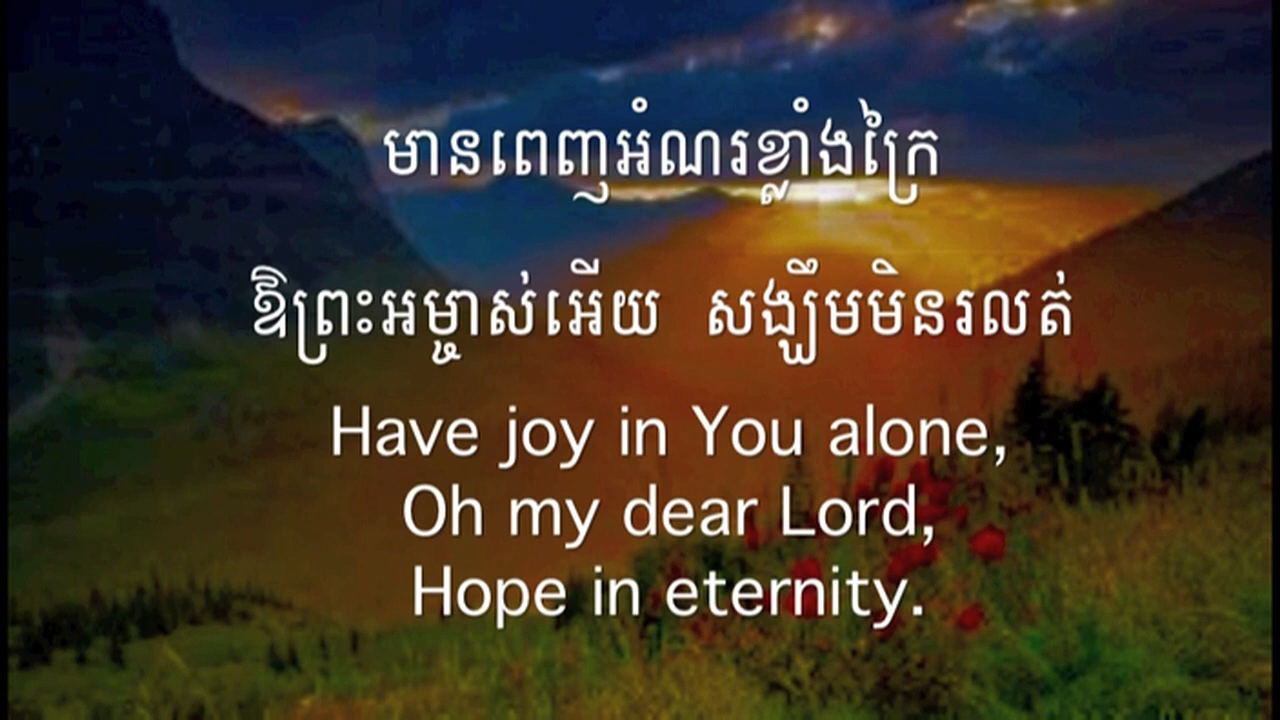 មានពេញអំណរខ្លាំងក្រៃ
ឱព្រះអម្ចាស់អើយ សង្ឃឹមមិនរលត់
Have joy in You alone,
Oh my dear Lord,
Hope in eternity.